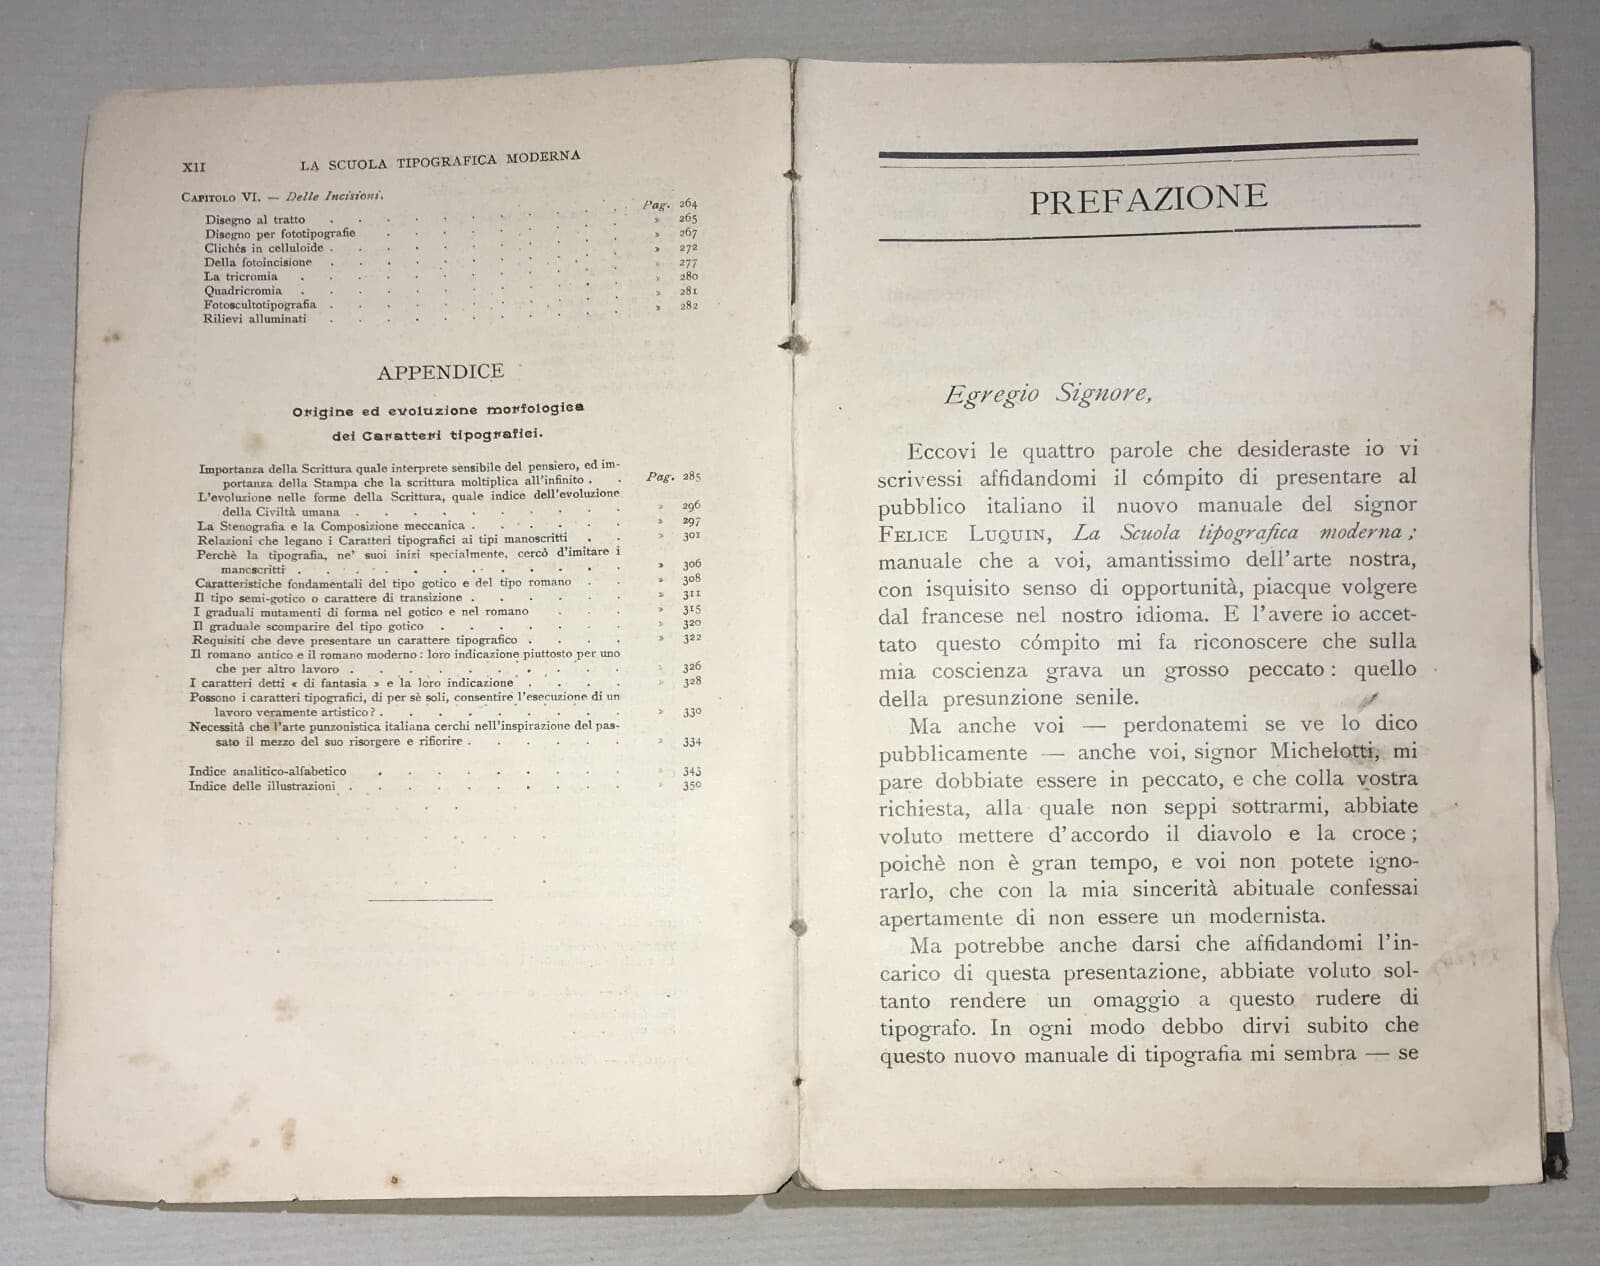 XII LA SCUOLA TIPOGRAFICA MODERNA
CAPITOLO VI. — Delle Incisioni.
Disegno al tratto . . . . . . . . . . Pag. 264
Disegno per fototipografie . . . . . . . . » 265
Clichés in celluloide . . . . . . . . . . » 267
Della fotoincisione . . . . . . . . . . » 272
La tricromia . . . . . . . . . . » 277
Quadricromia . . . . . . . . . . » 280
Fotoscultotipografia . . . . . . . . . . » 281
Rilievi alluminati . . . . . . . . . . » 282
APPENDICE
Origine ed evoluzione morfologica
dei Caratteri tipografici.
Importanza della Scrittura quale interprete sensibile del pensiero, ed im-
portanza della Stampa che la scrittura moltiplica all'infinito . . Pag. 285
L'evoluzione nelle forme della Scrittura, quale indice dell'evoluzione
della Civiltà umana . . . . . . . . . . » 296
La Stenografia e la Composizione meccanica . . . . . . » 297
Relazioni che legano i Caratteri tipografici ai tipi manoscritti . . » 301
Perchè la tipografia, ne' suoi inizi specialmente, cercò d'imitare i
manoscritti . . . . . . . . . . . » 306
Caratteristiche fondamentali del tipo gotico e del tipo romano . . » 308
Il tipo semi-gotico o carattere di transizione . . . . . . » 311
I graduali mutamenti di forma nel gotico e nel romano . . . » 315
Il graduale scomparire del tipo gotico . . . . . . . » 320
Requisiti che deve presentare un carattere tipografico . . . . » 322
Il romano antico e il romano moderno : loro indicazione piuttosto per uno
che per altro lavoro . . . . . . . . . . » 326
I caratteri detti « di fantasia » e la loro indicazione . . . . » 328
Possono i caratteri tipografici, di per sè soli, consentire l'esecuzione di un
lavoro veramente artistico ? . . . . . . . . . » 330
Necessità che l'arte punzonistica italiana cerchi nell'inspirazione del pas-
sato il mezzo del suo risorgere e rifiorire . . . . . . » 334
Indice analitico-alfabetico . . . . . . . . . » 343
Indice delle illustrazioni . . . . . . . . . . » 350
PREFAZIONE
Egregio Signore,
Eccovi le quattro parole che desideraste io vi
scrivessi affidandomi il cómpito di presentare al
pubblico italiano il nuovo manuale del signor
FELICE LUQUIN, La Scuola tipografica moderna ;
manuale che a voi, amantissimo dell'arte nostra,
con isquisito senso di opportunità, piacque volgere
dal francese nel nostro idioma. E l'avere io accet-
tato questo cómpito mi fa riconoscere che sulla
mia coscienza grava un grosso peccato : quello
della presunzione senile.
Ma anche voi — perdonatemi se ve lo dico
pubblicamente — anche voi, signor Michelotti, mi
pare dobbiate essere in peccato, e che colla vostra
richiesta, alla quale non seppi sottrarmi, abbiate
voluto mettere d'accordo il diavolo e la croce ;
poichè non è gran tempo, e voi non potete igno-
rarlo, che con la mia sincerità abituale confessai
apertamente di non essere un modernista.
Ma potrebbe anche darsi che affidandomi l'in-
carico di questa presentazione, abbiate voluto sol-
tanto rendere un omaggio a questo rudere di
tipografo. In ogni modo debbo dirvi subito che
questo nuovo manuale di tipografia mi sembra — se